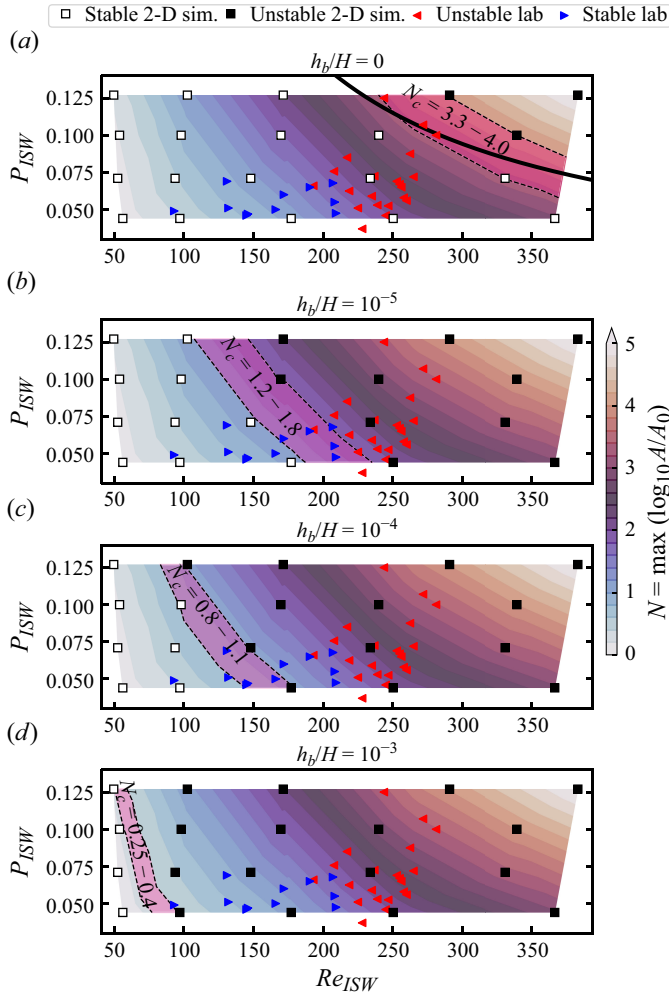 Stable 2-D sim. Unstable 2-D sim. Unstable lab Stable lab
(a)
h_b/H = 0
P_ISW
0.125
0.100
0.075
0.050
N_c = 3.3 – 4.0
50 100 150 200 250 300 350
(b)
h_b/H = 10⁻⁵
P_ISW
0.125
0.100
0.075
0.050
N_c = 1.2 – 1.8
50 100 150 200 250 300 350
(c)
h_b/H = 10⁻⁴
P_ISW
0.125
0.100
0.075
0.050
N_c = 0.8 – 1.1
50 100 150 200 250 300 350
(d)
h_b/H = 10⁻³
P_ISW
0.125
0.100
0.075
0.050
N_c = 0.25 – 0.4
50 100 150 200 250 300 350
Re_ISW
5
4
3
2
1
0
N = max (log₁₀ A/A₀)